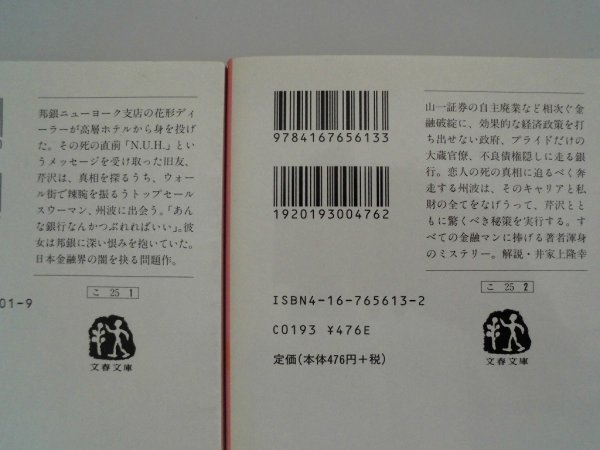 邦銀ニューヨーク支店の花形ディ
ーラーが高層ホテルから身を投げ
た。その死の直前「N.U.H.」と
いうメッセージを受け取った旧友、
芹沢は、真相を探るうち、ウォール
街で辣腕を振るうトップセール
スウーマン、州波に出会う。「あん
な銀行なんかつぶれればいい」。彼
女は邦銀に深い恨みを抱いていた。
日本金融界の闇を抉る問題作。
01-9
こ 25 1
文春文庫
9784167656133
1920193004762
ISBN4-16-765613-2
C0193 ¥476E
定価(本体476円+税)
山一証券の自主廃業など相次ぐ金
融破綻に、効果的な経済政策を打
ち出せない政府、プライドだけの
大蔵官僚、不良債権隠しに走る銀
行。恋人の死の真相に迫るべく奔
走する州波は、そのキャリアと私
財の全てをなげうって、芹沢とと
もに驚くべき秘策を実行する。す
べての金融マンに捧げる著者渾身
のミステリー。解説・井家上隆幸
こ 25 2
文春文庫